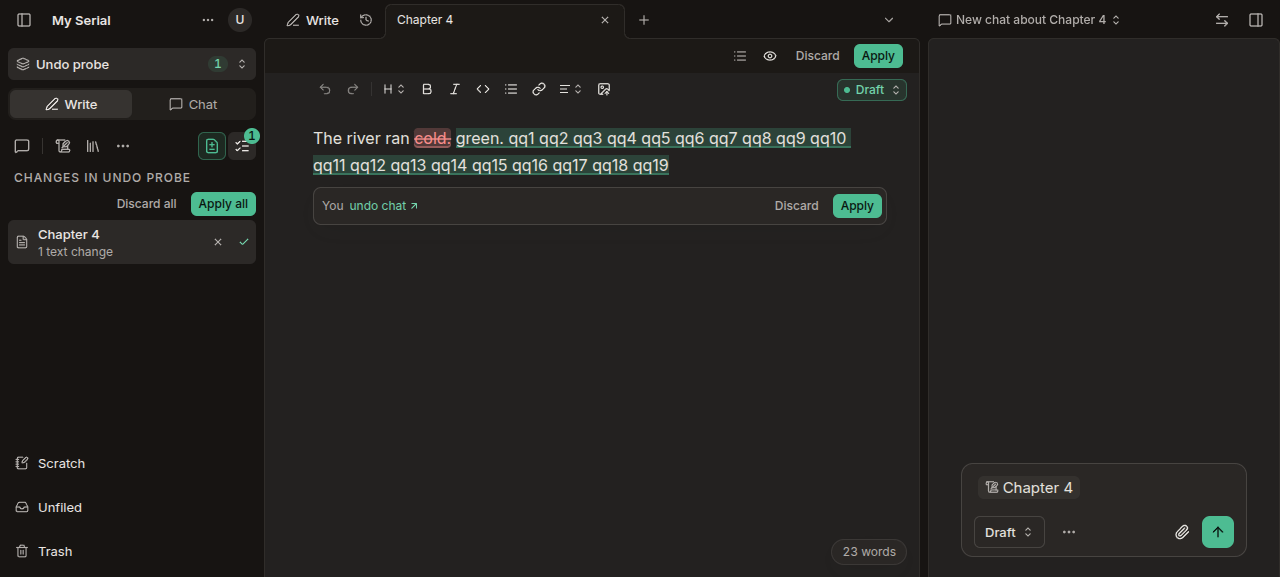 My Serial
U
Undo probe
1
Write
Chat
1
CHANGES IN UNDO PROBE
Discard all
Apply all
Chapter 4
1 text change
Scratch
Unfiled
Trash
Write
Chapter 4
Discard
Apply
H
B
I
Draft
The river ran cold. green. qq1 qq2 qq3 qq4 qq5 qq6 qq7 qq8 qq9 qq10
qq11 qq12 qq13 qq14 qq15 qq16 qq17 qq18 qq19
You undo chat
Discard
Apply
23 words
New chat about Chapter 4
Chapter 4
Draft